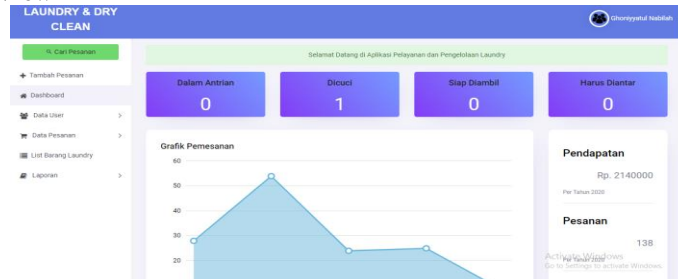 LAUNDRY & DRY
CLEAN
Ghoniyyatul Nabilah
Cari Pesanan
Selamat Datang di Aplikasi Pelayanan dan Pengelolaan Laundry
Tambah Pesanan
Dashboard
Data User
Data Pesanan
List Barang Laundry
Laporan
Dalam Antrian
0
Dicuci
1
Siap Diambil
0
Harus Diantar
0
Grafik Pemesanan
60
50
40
30
20
Pendapatan
Rp. 2140000
Per Tahun 2020
Pesanan
138
Per Tahun 2020
Activate Windows
Go to Settings to activate Windows.